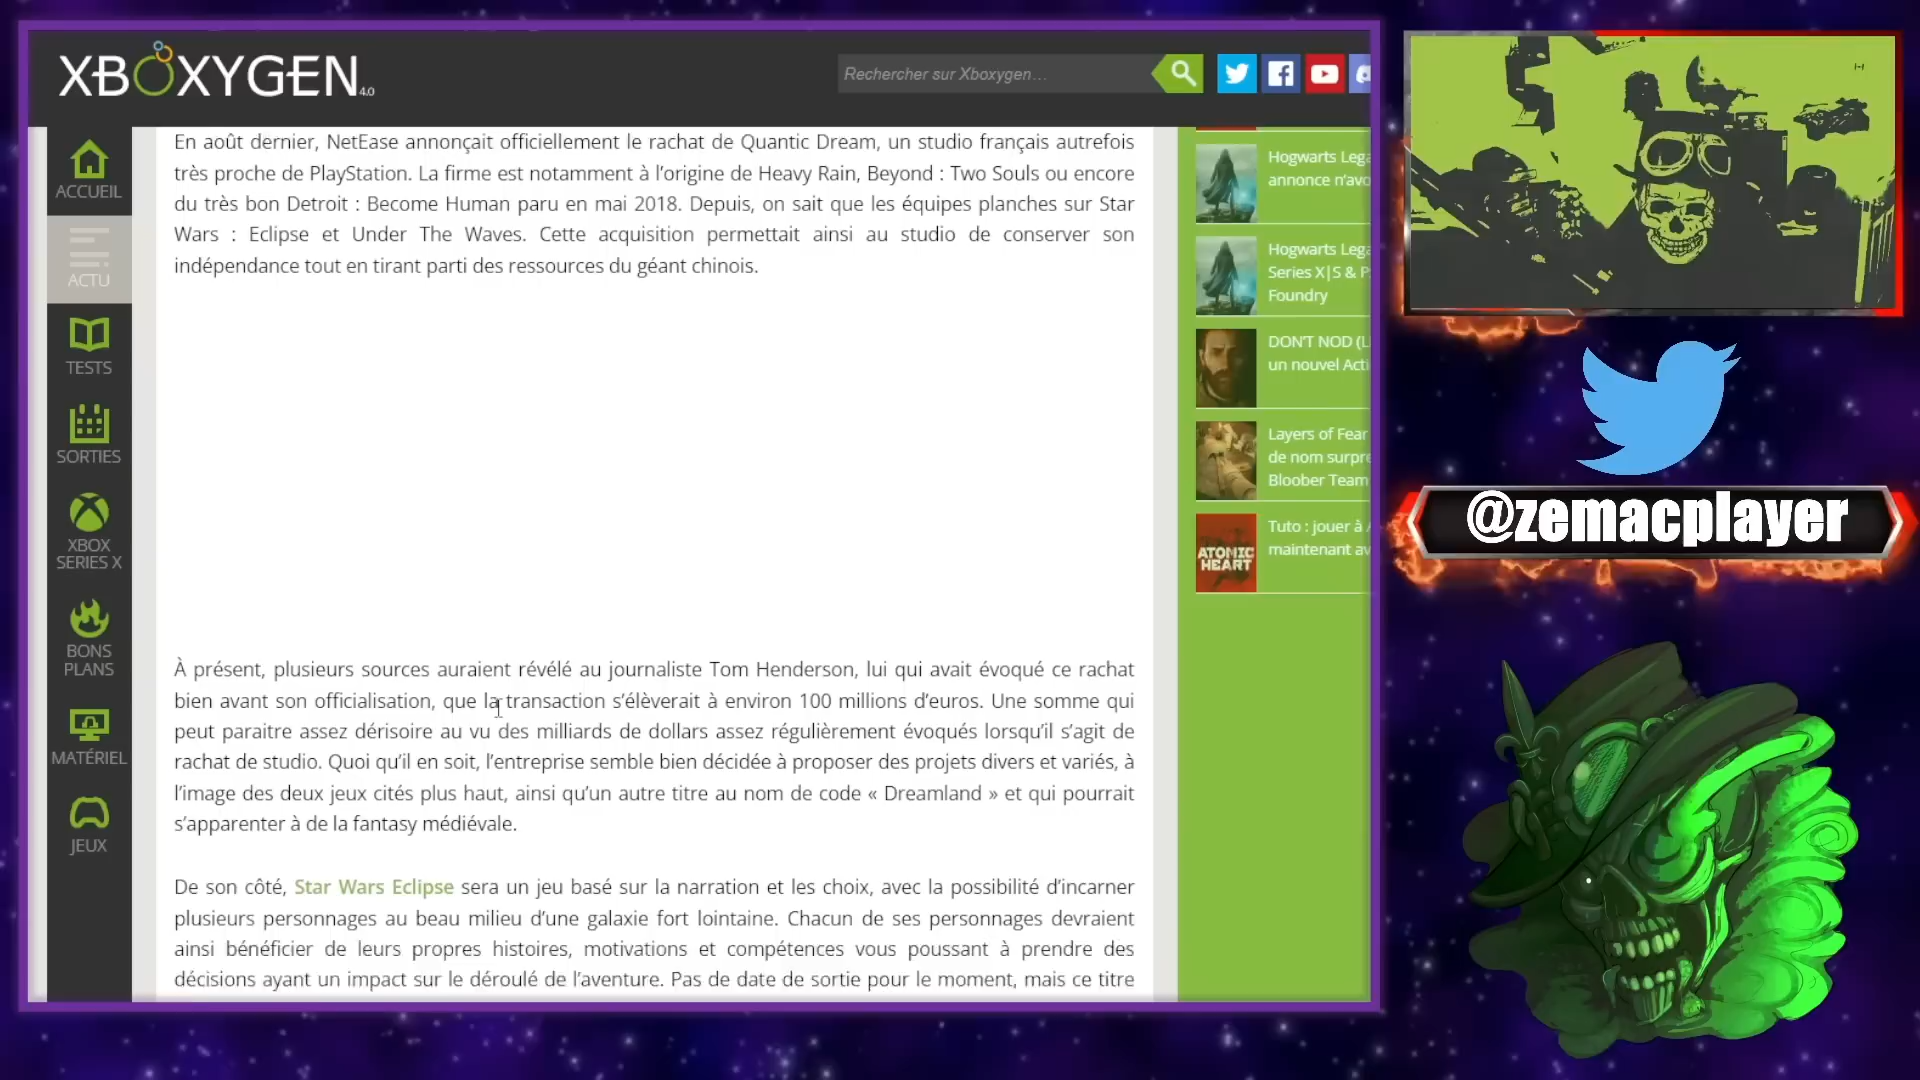 XBOXYGEN 4.0
Rechercher sur Xboxygen…
ACCUEIL
ACTU
TESTS
SORTIES
XBOX
SERIES X
BONS
PLANS
MATÉRIEL
JEUX
En août dernier, NetEase annonçait officiellement le rachat de Quantic Dream, un studio français autrefois
très proche de PlayStation. La firme est notamment à l’origine de Heavy Rain, Beyond : Two Souls ou encore
du très bon Detroit : Become Human paru en mai 2018. Depuis, on sait que les équipes planches sur Star
Wars : Eclipse et Under The Waves. Cette acquisition permettait ainsi au studio de conserver son
indépendance tout en tirant parti des ressources du géant chinois.
À présent, plusieurs sources auraient révélé au journaliste Tom Henderson, lui qui avait évoqué ce rachat
bien avant son officialisation, que la transaction s’élèverait à environ 100 millions d’euros. Une somme qui
peut paraitre assez dérisoire au vu des milliards de dollars assez régulièrement évoqués lorsqu’il s’agit de
rachat de studio. Quoi qu’il en soit, l’entreprise semble bien décidée à proposer des projets divers et variés, à
l’image des deux jeux cités plus haut, ainsi qu’un autre titre au nom de code « Dreamland » et qui pourrait
s’apparenter à de la fantasy médiévale.
De son côté, Star Wars Eclipse sera un jeu basé sur la narration et les choix, avec la possibilité d’incarner
plusieurs personnages au beau milieu d’une galaxie fort lointaine. Chacun de ses personnages devraient
ainsi bénéficier de leurs propres histoires, motivations et compétences vous poussant à prendre des
décisions ayant un impact sur le déroulé de l’aventure. Pas de date de sortie pour le moment, mais ce titre
Hogwarts Lega
annonce n’avo
Hogwarts Lega
Series X|S & P
Foundry
DON’T NOD (L
un nouvel Acti
Layers of Fear
de nom surpre
Bloober Team
ATOMIC
HEART
Tuto : jouer à A
maintenant av
@zemacplayer